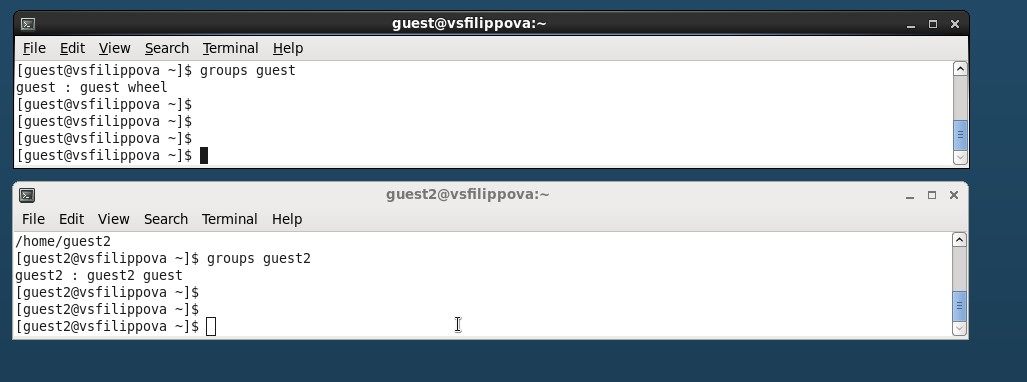 guest@vsfilippova:~
File Edit View Search Terminal Help
[guest@vsfilippova ~]$ groups guest
guest : guest wheel
[guest@vsfilippova ~]$
[guest@vsfilippova ~]$
[guest@vsfilippova ~]$
[guest@vsfilippova ~]$
guest2@vsfilippova:~
File Edit View Search Terminal Help
/home/guest2
[guest2@vsfilippova ~]$ groups guest2
guest2 : guest2 guest
[guest2@vsfilippova ~]$
[guest2@vsfilippova ~]$
[guest2@vsfilippova ~]$